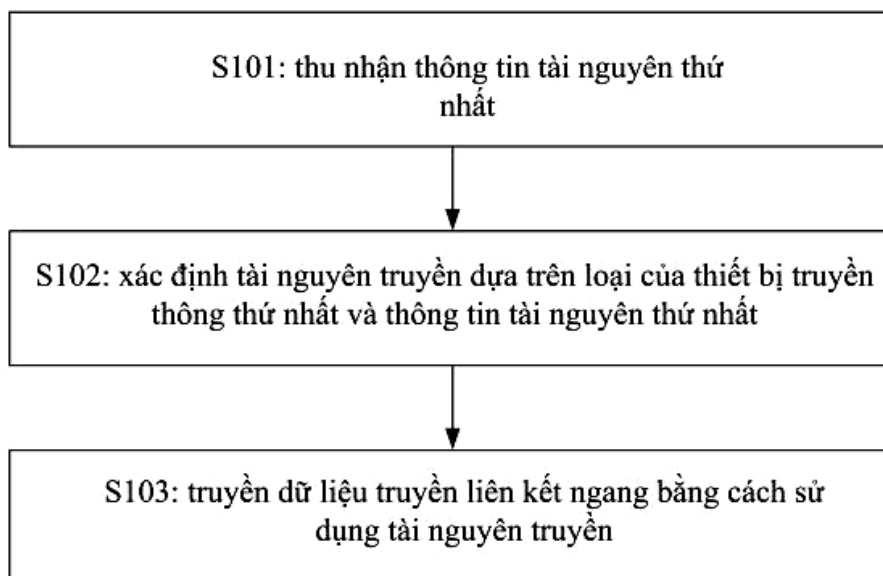 S101: thu nhận thông tin tài nguyên thứ
nhất
S102: xác định tài nguyên truyền dựa trên loại của thiết bị truyền
thông thứ nhất và thông tin tài nguyên thứ nhất
S103: truyền dữ liệu truyền liên kết ngang bằng cách sử
dụng tài nguyên truyền